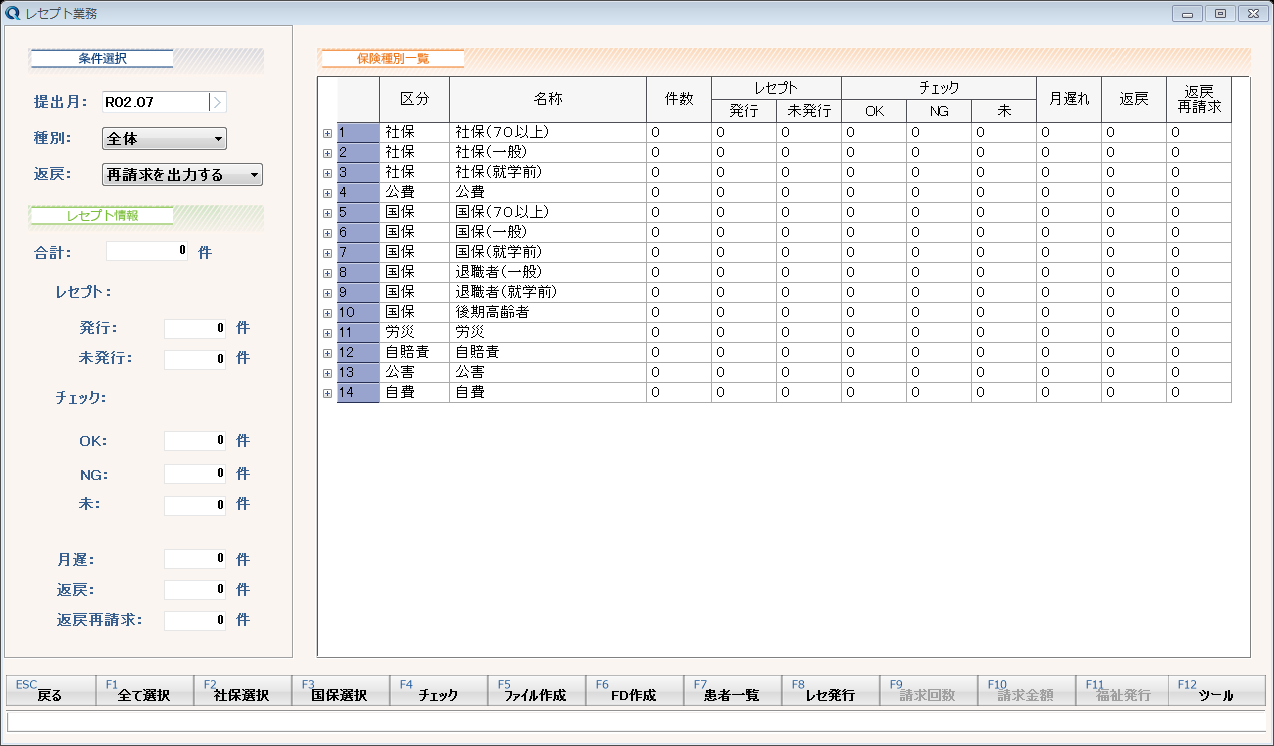 レセプト業務
条件選択
提出月: R02.07
種別: 全体
返戻: 再請求を出力する
レセプト情報
合計: 0 件
レセプト:
発行: 0 件
未発行: 0 件
チェック:
OK: 0 件
NG: 0 件
未: 0 件
月遅: 0 件
返戻: 0 件
返戻再請求: 0 件
保険種別一覧
区分 名称 件数 レセプト チェック 月遅れ 返戻 返戻再請求
発行 未発行 OK NG 未
1 社保 社保(70以上) 0 0 0 0 0 0 0 0 0
2 社保 社保(一般) 0 0 0 0 0 0 0 0 0
3 社保 社保(就学前) 0 0 0 0 0 0 0 0 0
4 公費 公費 0 0 0 0 0 0 0 0 0
5 国保 国保(70以上) 0 0 0 0 0 0 0 0 0
6 国保 国保(一般) 0 0 0 0 0 0 0 0 0
7 国保 国保(就学前) 0 0 0 0 0 0 0 0 0
8 国保 退職者(一般) 0 0 0 0 0 0 0 0 0
9 国保 退職者(就学前) 0 0 0 0 0 0 0 0 0
10 国保 後期高齢者 0 0 0 0 0 0 0 0 0
11 労災 労災 0 0 0 0 0 0 0 0 0
12 自賠責 自賠責 0 0 0 0 0 0 0 0 0
13 公害 公害 0 0 0 0 0 0 0 0 0
14 自費 自費 0 0 0 0 0 0 0 0 0
ESC 戻る F1 全て選択 F2 社保選択 F3 国保選択 F4 チェック F5 ファイル作成 F6 FD作成 F7 患者一覧 F8 レセ発行 F9 請求回数 F10 請求金額 F11 福祉発行 F12 ツール